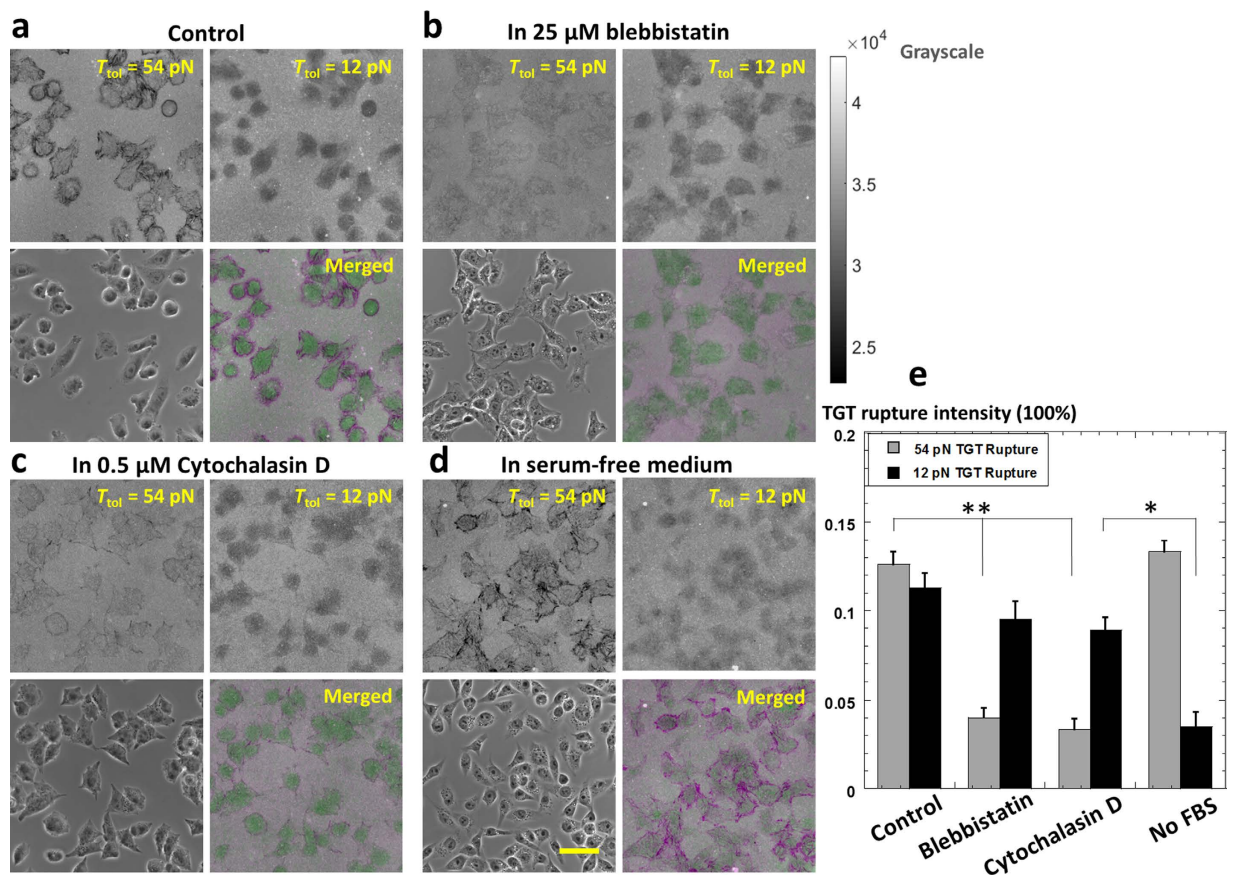 a
Control
T_tol = 54 pN
T_tol = 12 pN
Merged
b
In 25 µM blebbistatin
T_tol = 54 pN
T_tol = 12 pN
Merged
×10⁴
Grayscale
4
3.5
3
2.5
c
In 0.5 µM Cytochalasin D
T_tol = 54 pN
T_tol = 12 pN
Merged
d
In serum-free medium
T_tol = 54 pN
T_tol = 12 pN
Merged
e
TGT rupture intensity (100%)
0.2
0.15
0.1
0.05
0
54 pN TGT Rupture
12 pN TGT Rupture
**
*
Control
Blebbistatin
Cytochalasin D
No FBS